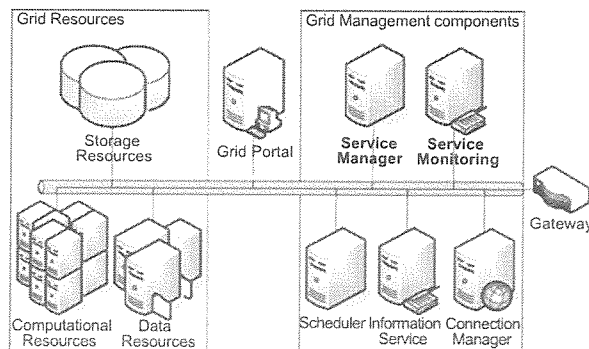 Grid Resources
Grid Management components
Storage
Resources
Grid Portal
Service
Manager
Service
Monitoring
Gateway
Computational
Resources
Data
Resources
Scheduler
Information
Service
Connection
Manager